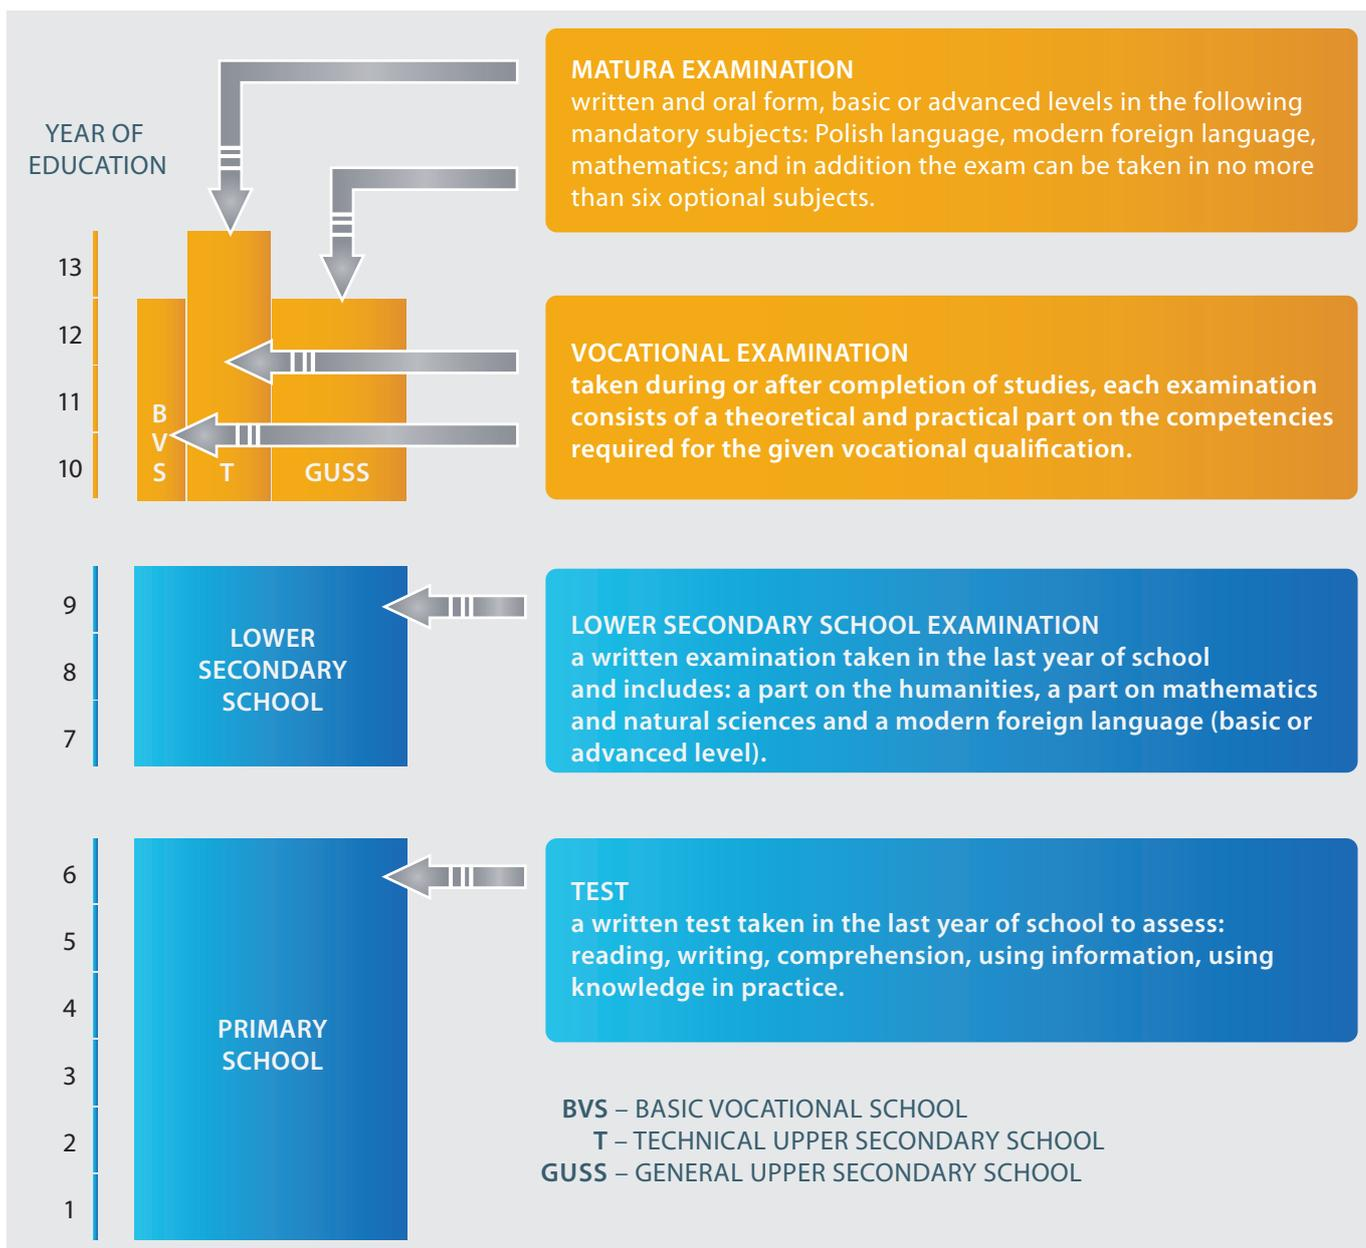 MATURA EXAMINATION
written and oral form, basic or advanced levels in the following
mandatory subjects: Polish language, modern foreign language,
mathematics; and in addition the exam can be taken in no more
than six optional subjects.
YEAR OF
EDUCATION
13
12
11
10
B
V
S
T
GUSS
VOCATIONAL EXAMINATION
taken during or after completion of studies, each examination
consists of a theoretical and practical part on the competencies
required for the given vocational qualification.
9
8
7
LOWER
SECONDARY
SCHOOL
LOWER SECONDARY SCHOOL EXAMINATION
a written examination taken in the last year of school
and includes: a part on the humanities, a part on mathematics
and natural sciences and a modern foreign language (basic or
advanced level).
6
5
4
3
2
1
PRIMARY
SCHOOL
TEST
a written test taken in the last year of school to assess:
reading, writing, comprehension, using information, using
knowledge in practice.
BVS – BASIC VOCATIONAL SCHOOL
T – TECHNICAL UPPER SECONDARY SCHOOL
GUSS – GENERAL UPPER SECONDARY SCHOOL